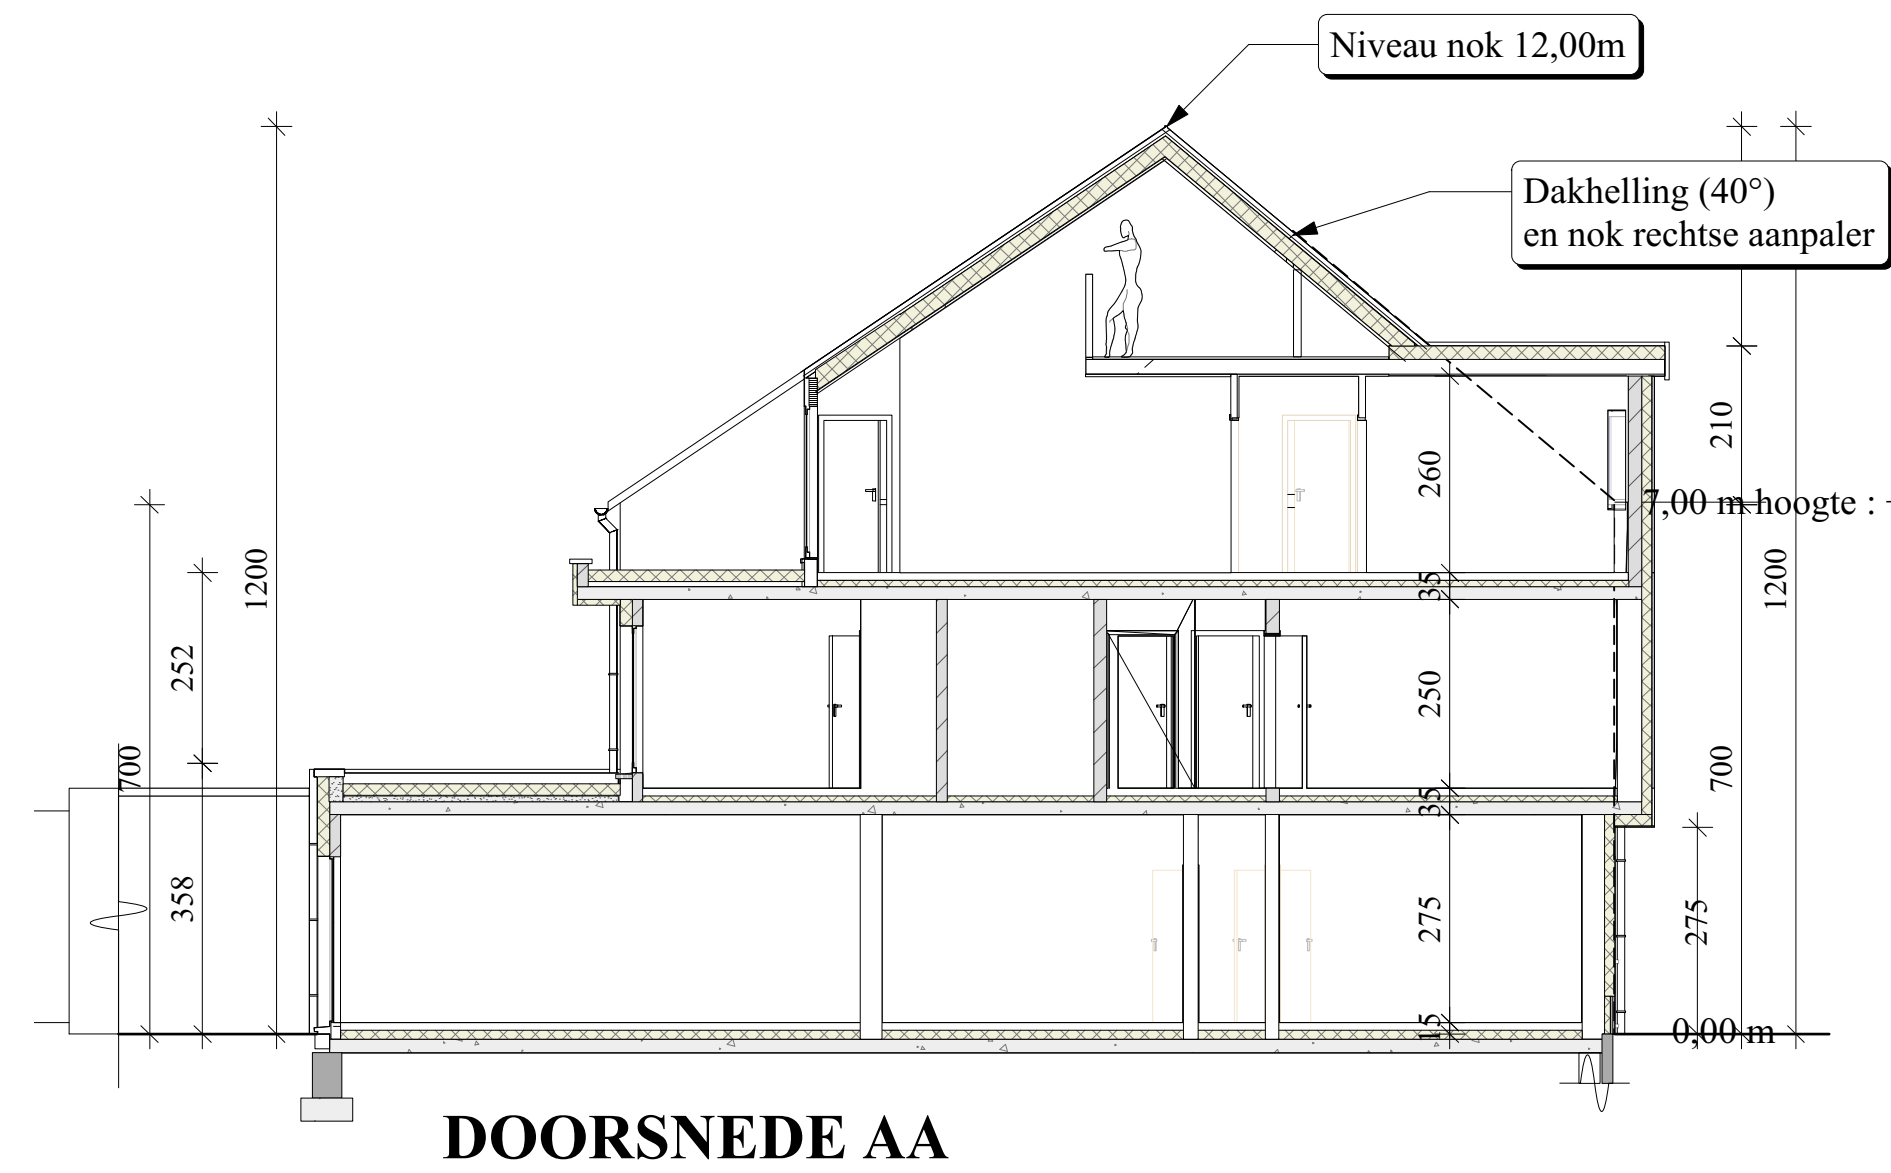 Niveau nok 12,00m
Dakhelling (40°)
en nok rechtse aanpaler
210
260
7,00 m hoogte :
1200
1200
35
252
250
700
700
35
358
275
275
15
0,00 m
DOORSNEDE AA